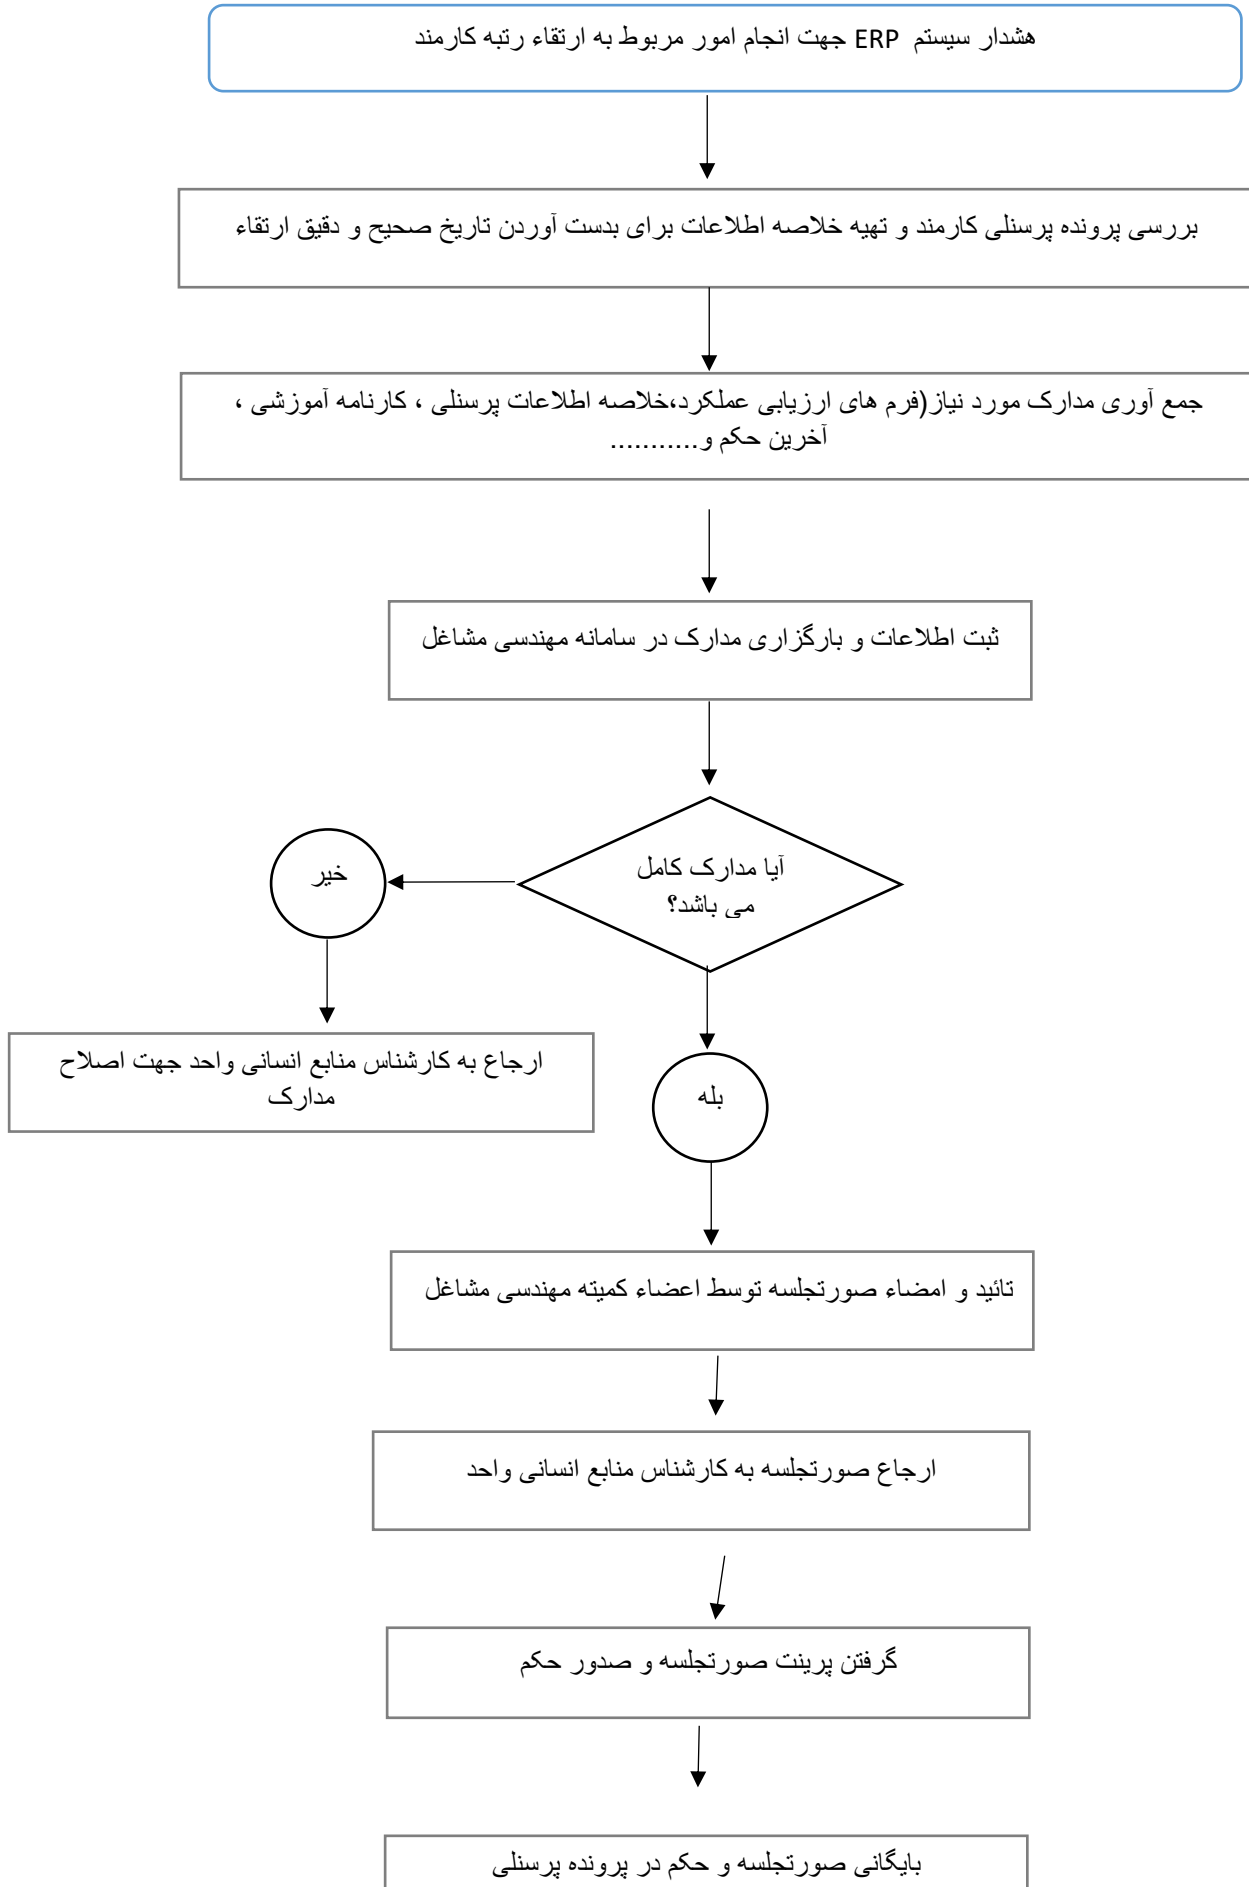 هشدار سیستم ERP جهت انجام امور مربوط به ارتقاء رتبه کارمند
بررسی پرونده پرسنلی کارمند و تهیه خلاصه اطلاعات برای بدست آوردن تاریخ صحیح و دقیق ارتقاء
جمع آوری مدارک مورد نیاز(فرم های ارزیابی عملکرد،خلاصه اطلاعات پرسنلی ، کارنامه آموزشی ،
آخرین حکم و...........
ثبت اطلاعات و بارگزاری مدارک در سامانه مهندسی مشاغل
آیا مدارک کامل
می باشد؟
خیر
ارجاع به کارشناس منابع انسانی واحد جهت اصلاح
مدارک
بله
تائید و امضاء صورتجلسه توسط اعضاء کمیته مهندسی مشاغل
ارجاع صورتجلسه به کارشناس منابع انسانی واحد
گرفتن پرینت صورتجلسه و صدور حکم
بایگانی صورتجلسه و حکم در پرونده پرسنلی